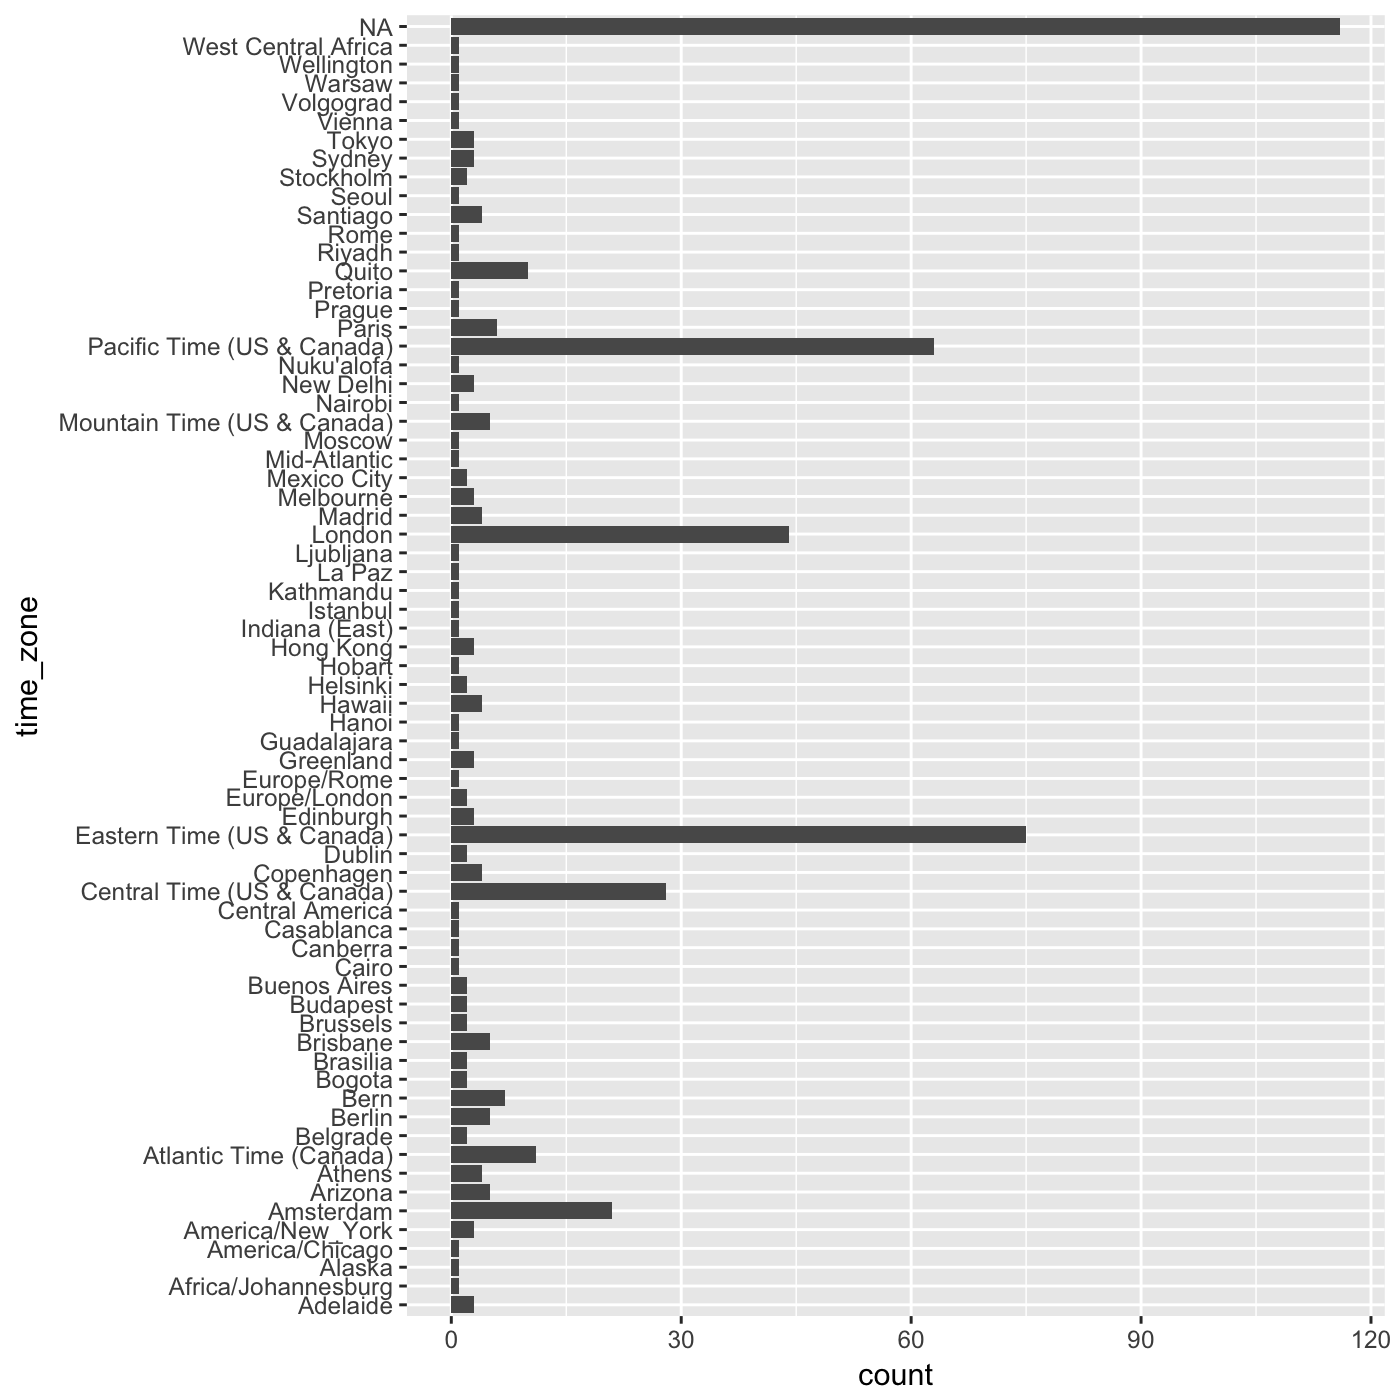 NA
West Central Africa
Wellington
Warsaw
Volgograd
Vienna
Tokyo
Sydney
Stockholm
Seoul
Santiago
Rome
Riyadh
Quito
Pretoria
Prague
Paris
Pacific Time (US & Canada)
Nuku'alofa
New Delhi
Nairobi
Mountain Time (US & Canada)
Moscow
Mid-Atlantic
Mexico City
Melbourne
Madrid
London
Ljubljana
La Paz
Kathmandu
Istanbul
Indiana (East)
Hong Kong
Hobart
Helsinki
Hawaii
Hanoi
Guadalajara
Greenland
Europe/Rome
Europe/London
Edinburgh
Eastern Time (US & Canada)
Dublin
Copenhagen
Central Time (US & Canada)
Central America
Casablanca
Canberra
Cairo
Buenos Aires
Budapest
Brussels
Brisbane
Brasilia
Bogota
Bern
Berlin
Belgrade
Atlantic Time (Canada)
Athens
Arizona
Amsterdam
America/New_York
America/Chicago
Alaska
Africa/Johannesburg
Adelaide
time_zone
0 30 60 90 120
count